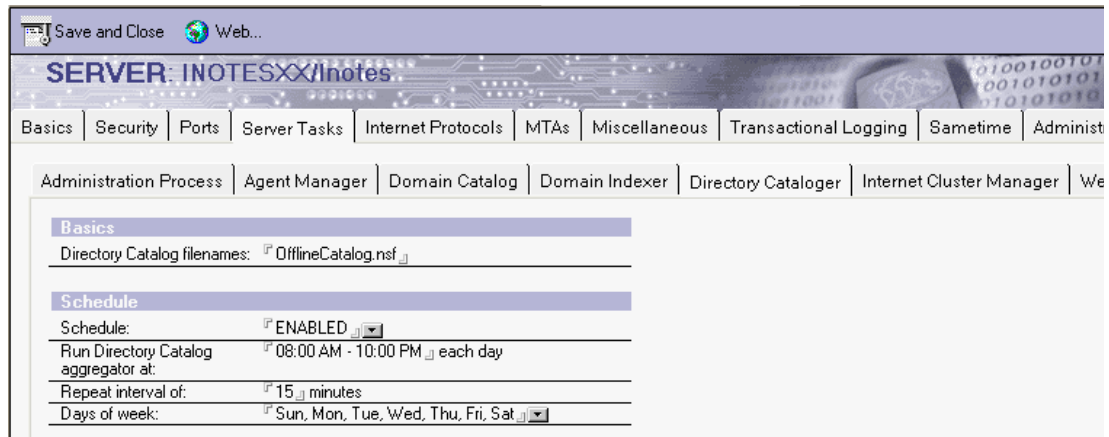 Save and Close Web...
SERVER: INOTESXX/Inotes
Basics Security Ports Server Tasks Internet Protocols MTAs Miscellaneous Transactional Logging Sametime Administ
Administration Process Agent Manager Domain Catalog Domain Indexer Directory Cataloger Internet Cluster Manager We
Basics
Directory Catalog filenames: OfflineCatalog.nsf
Schedule
Schedule: ENABLED
Run Directory Catalog 08:00 AM - 10:00 PM each day
aggregator at:
Repeat interval of: 15 minutes
Days of week: Sun, Mon, Tue, Wed, Thu, Fri, Sat